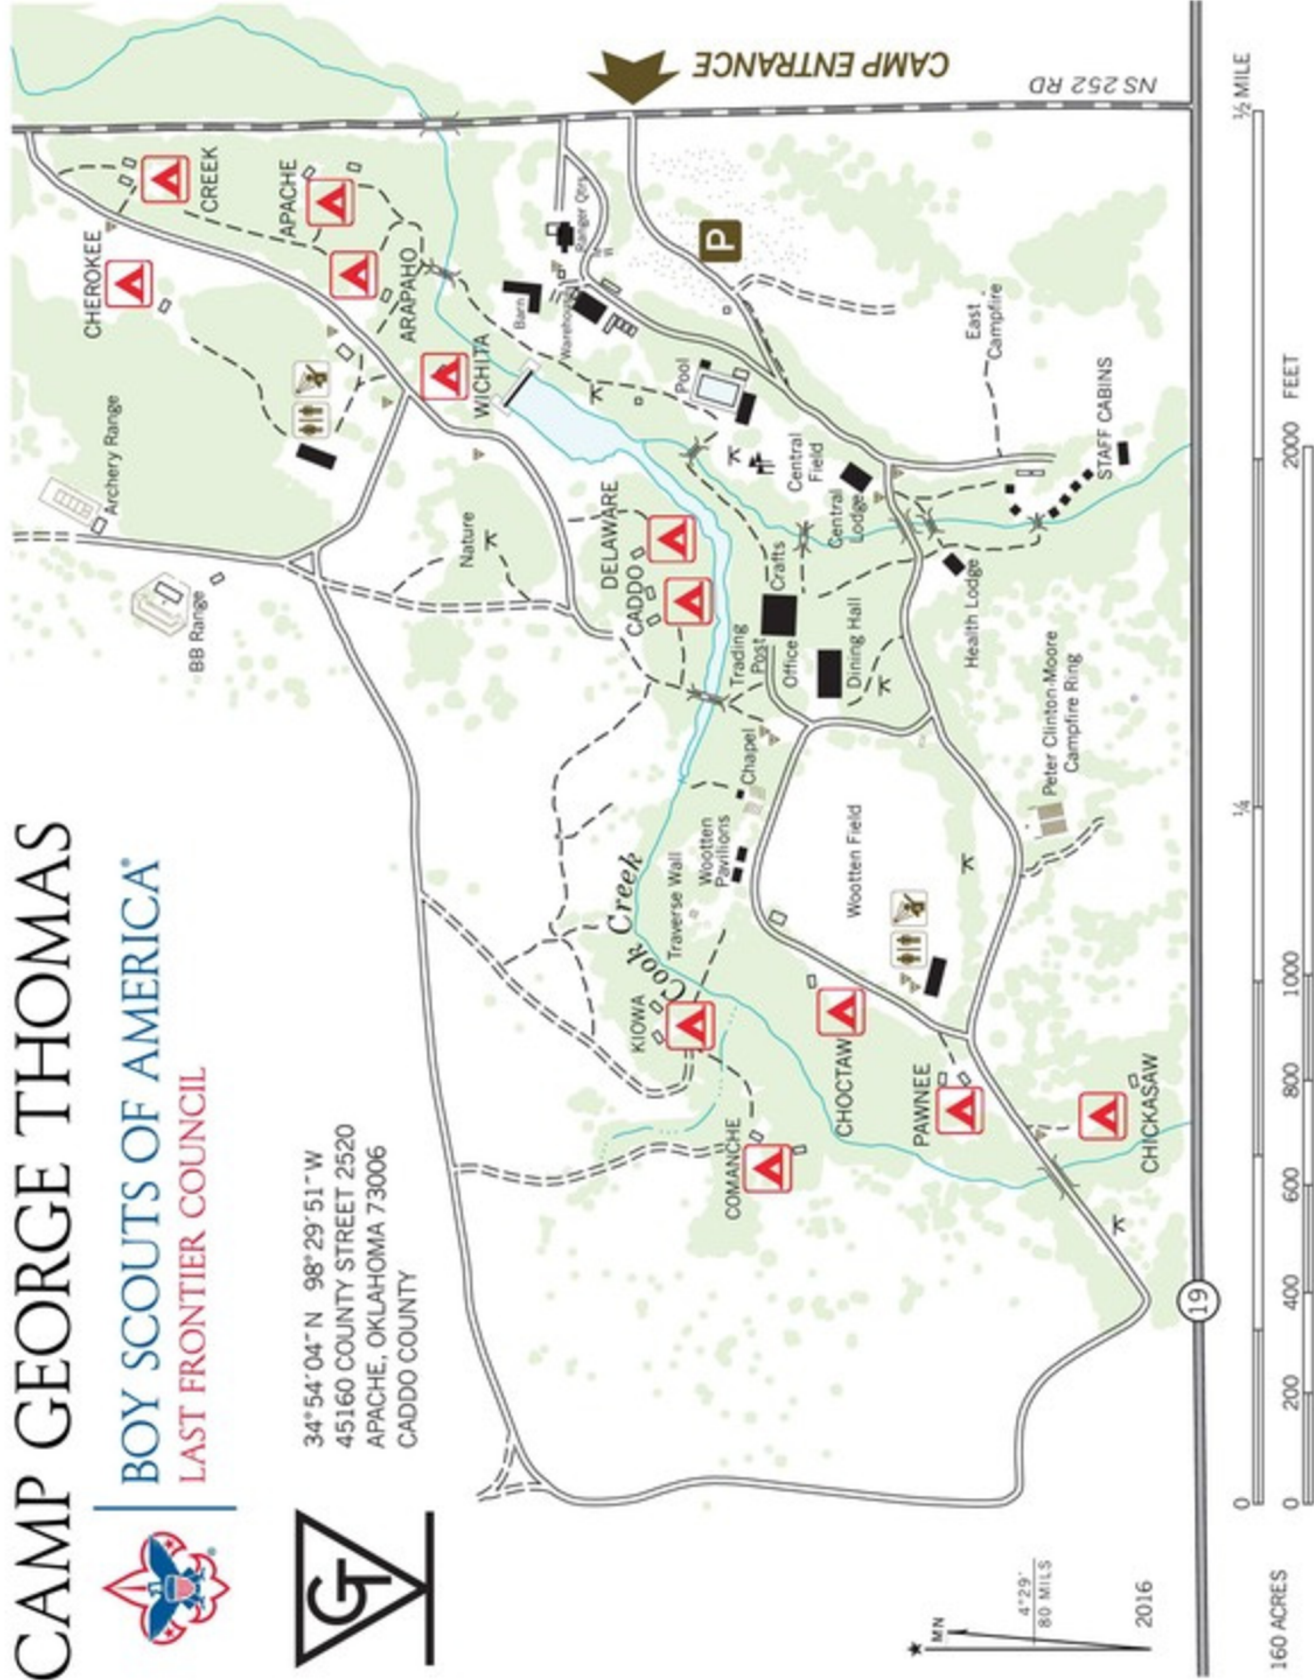 CAMP GEORGE THOMAS
BOY SCOUTS OF AMERICA®
LAST FRONTIER COUNCIL
GT
34°54´04˝ N 98°29´51˝ W
45160 COUNTY STREET 2520
APACHE, OKLAHOMA 73006
CADDO COUNTY
BB Range
Archery Range
CHEROKEE
CREEK
APACHE
ARAPAHO
WICHITA
Nature
DELAWARE
CADDO
Barn
Warehouse
Ranger Qtrs
CAMP ENTRANCE
NS 252 RD
P
Pool
Central
Field
Central
Lodge
East
Campfire
STAFF CABINS
Crafts
Trading
Post
Office
Dining Hall
Health Lodge
Peter Clinton-Moore
Campfire Ring
Chapel
Wootten
Pavilions
Traverse Wall
Wootten Field
Cook Creek
KIOWA
COMANCHE
CHOCTAW
PAWNEE
CHICKASAW
19
MN
4°29´
80 MILS
2016
160 ACRES
0
¼
½ MILE
0
200
400
600
800
1000
2000
FEET